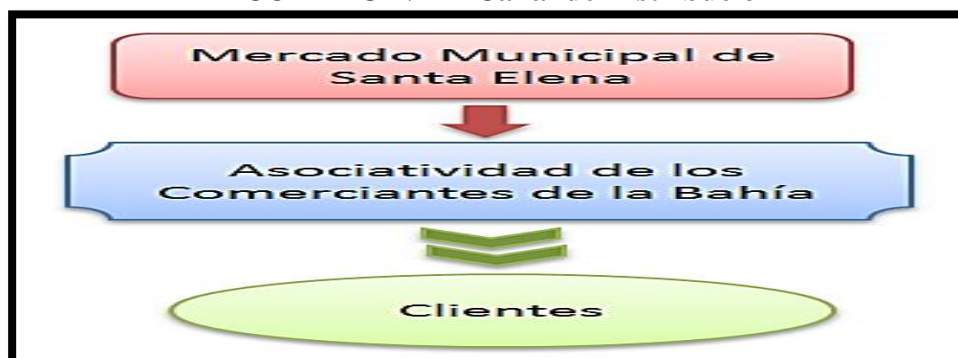 Mercado Municipal de
Santa Elena
Asociatividad de los
Comerciantes de la Bahía
Clientes